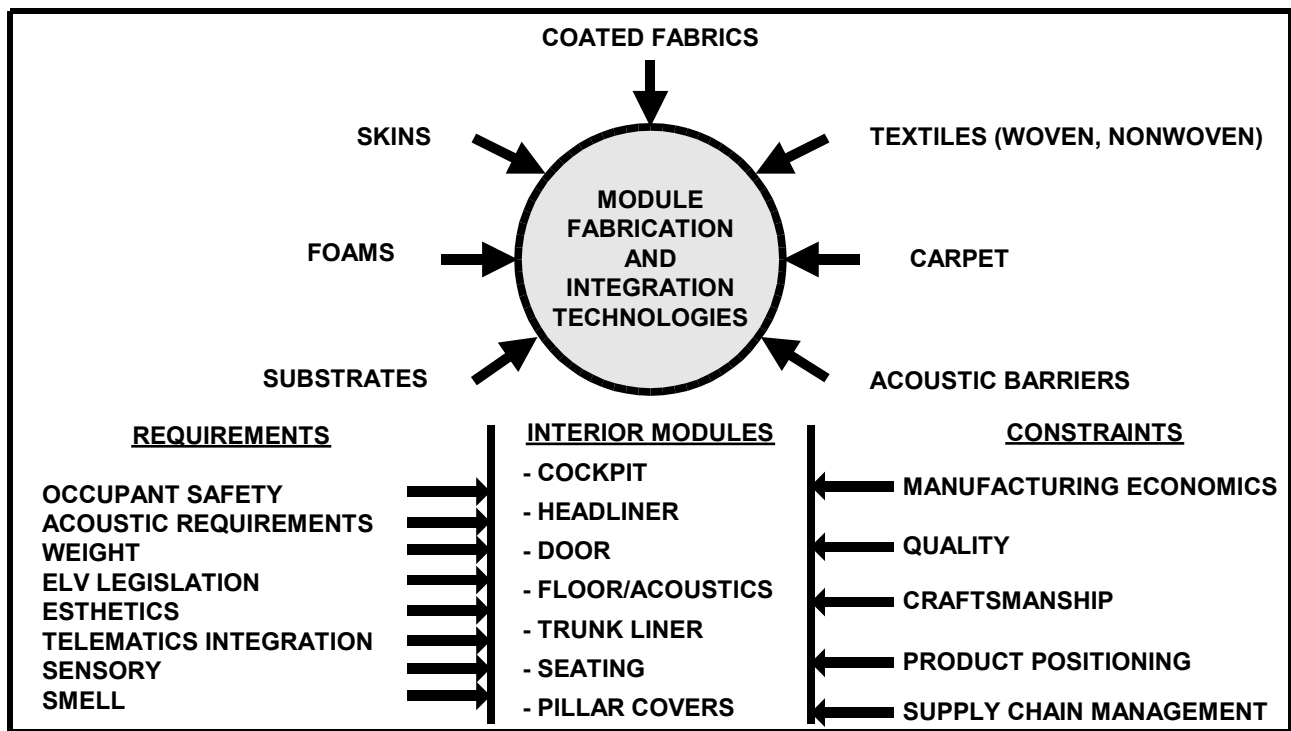 COATED FABRICS
SKINS
TEXTILES (WOVEN, NONWOVEN)
MODULE
FABRICATION
AND
INTEGRATION
TECHNOLOGIES
FOAMS
CARPET
SUBSTRATES
ACOUSTIC BARRIERS
REQUIREMENTS
OCCUPANT SAFETY
ACOUSTIC REQUIREMENTS
WEIGHT
ELV LEGISLATION
ESTHETICS
TELEMATICS INTEGRATION
SENSORY
SMELL
INTERIOR MODULES
- COCKPIT
- HEADLINER
- DOOR
- FLOOR/ACOUSTICS
- TRUNK LINER
- SEATING
- PILLAR COVERS
CONSTRAINTS
MANUFACTURING ECONOMICS
QUALITY
CRAFTSMANSHIP
PRODUCT POSITIONING
SUPPLY CHAIN MANAGEMENT